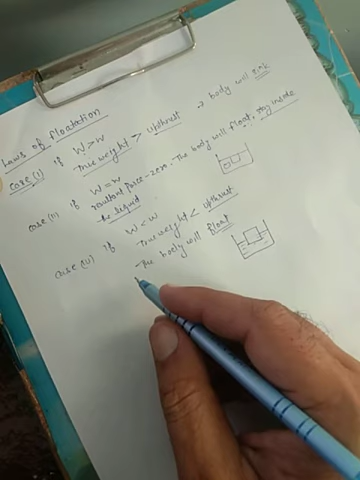 Laws of floatation
case (I) if W > w
True weight > upthrust → body will sink
case (II) if W = w
resultant force - zero - The body will float, stay inside
the liquid
case (II) if W < w
True weight < upthrust
- The body will float